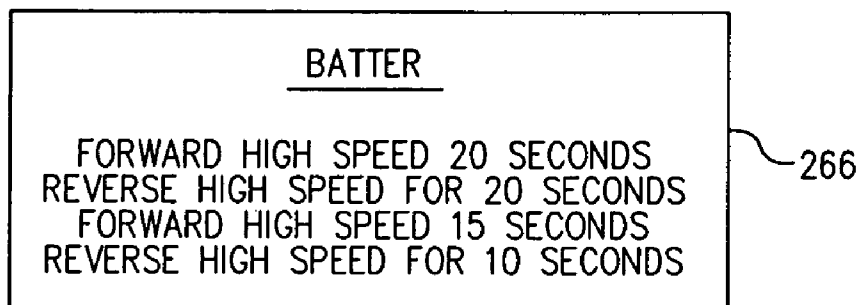 BATTER
FORWARD HIGH SPEED 20 SECONDS
REVERSE HIGH SPEED FOR 20 SECONDS
FORWARD HIGH SPEED 15 SECONDS
REVERSE HIGH SPEED FOR 10 SECONDS
266